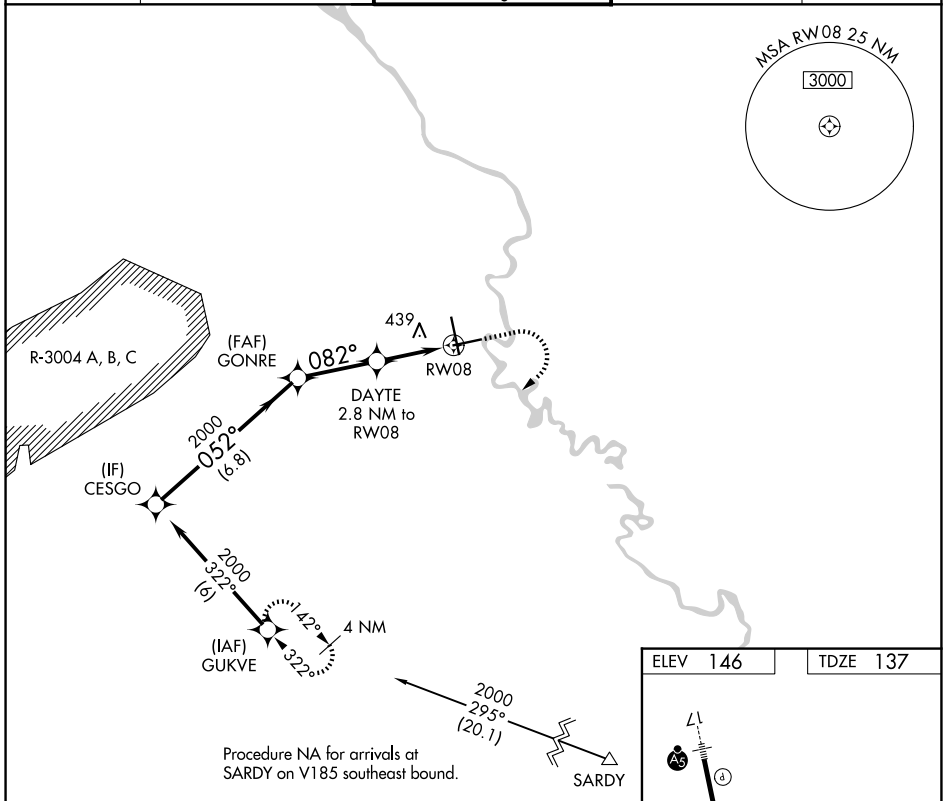 MSA RW08 25 NM
3000
R-3004 A, B, C
(FAF)
GONRE
082°
439
RW08
DAYTE
2.8 NM to
RW08
2000
052°
(6.8)
(IF)
CESGO
2000
322°
(6)
142°
4 NM
322°
(IAF)
GUKVE
2000
295°
(20.1)
SARDY
Procedure NA for arrivals at
SARDY on V185 southeast bound.
ELEV 146
TDZE 137
17
A5
P